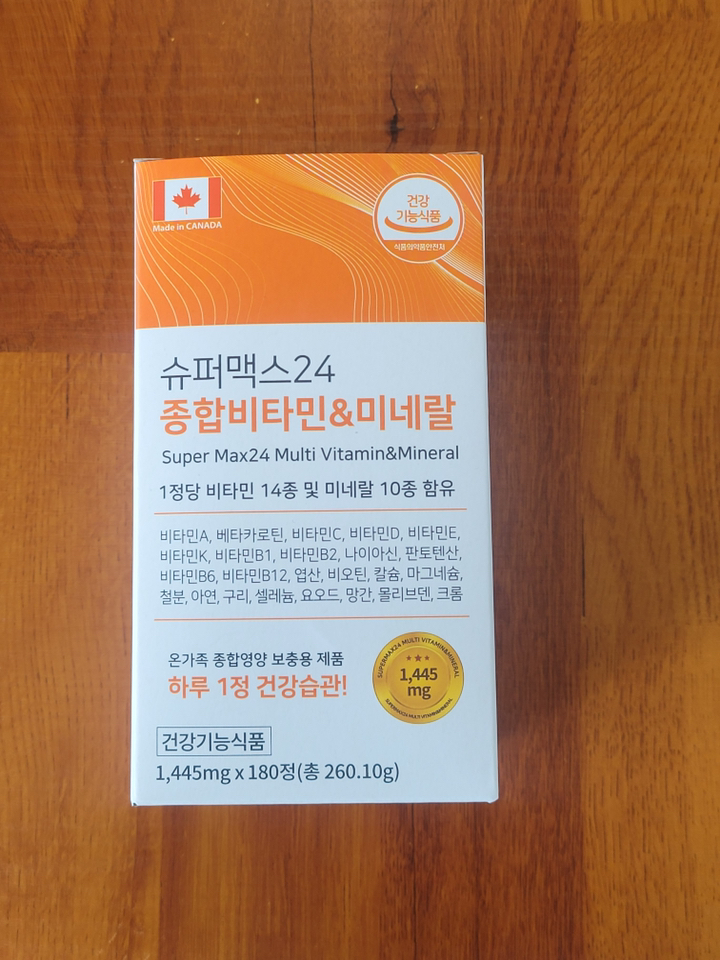 Made in CANADA
건강
기능식품
식품의약품안전처
슈퍼맥스24
종합비타민&미네랄
Super Max24 Multi Vitamin&Mineral
1정당 비타민 14종 및 미네랄 10종 함유
비타민A, 베타카로틴, 비타민C, 비타민D, 비타민E,
비타민K, 비타민B1, 비타민B2, 나이아신, 판토텐산,
비타민B6, 비타민B12, 엽산, 비오틴, 칼슘, 마그네슘,
철분, 아연, 구리, 셀레늄, 요오드, 망간, 몰리브덴, 크롬
온가족 종합영양 보충용 제품
하루 1정 건강습관!
SUPERMAX24 MULTI VITAMIN&MINERAL
1,445
mg
SUPERMAX24 MULTI VITAMIN&MINERAL
건강기능식품
1,445mg x 180정(총 260.10g)